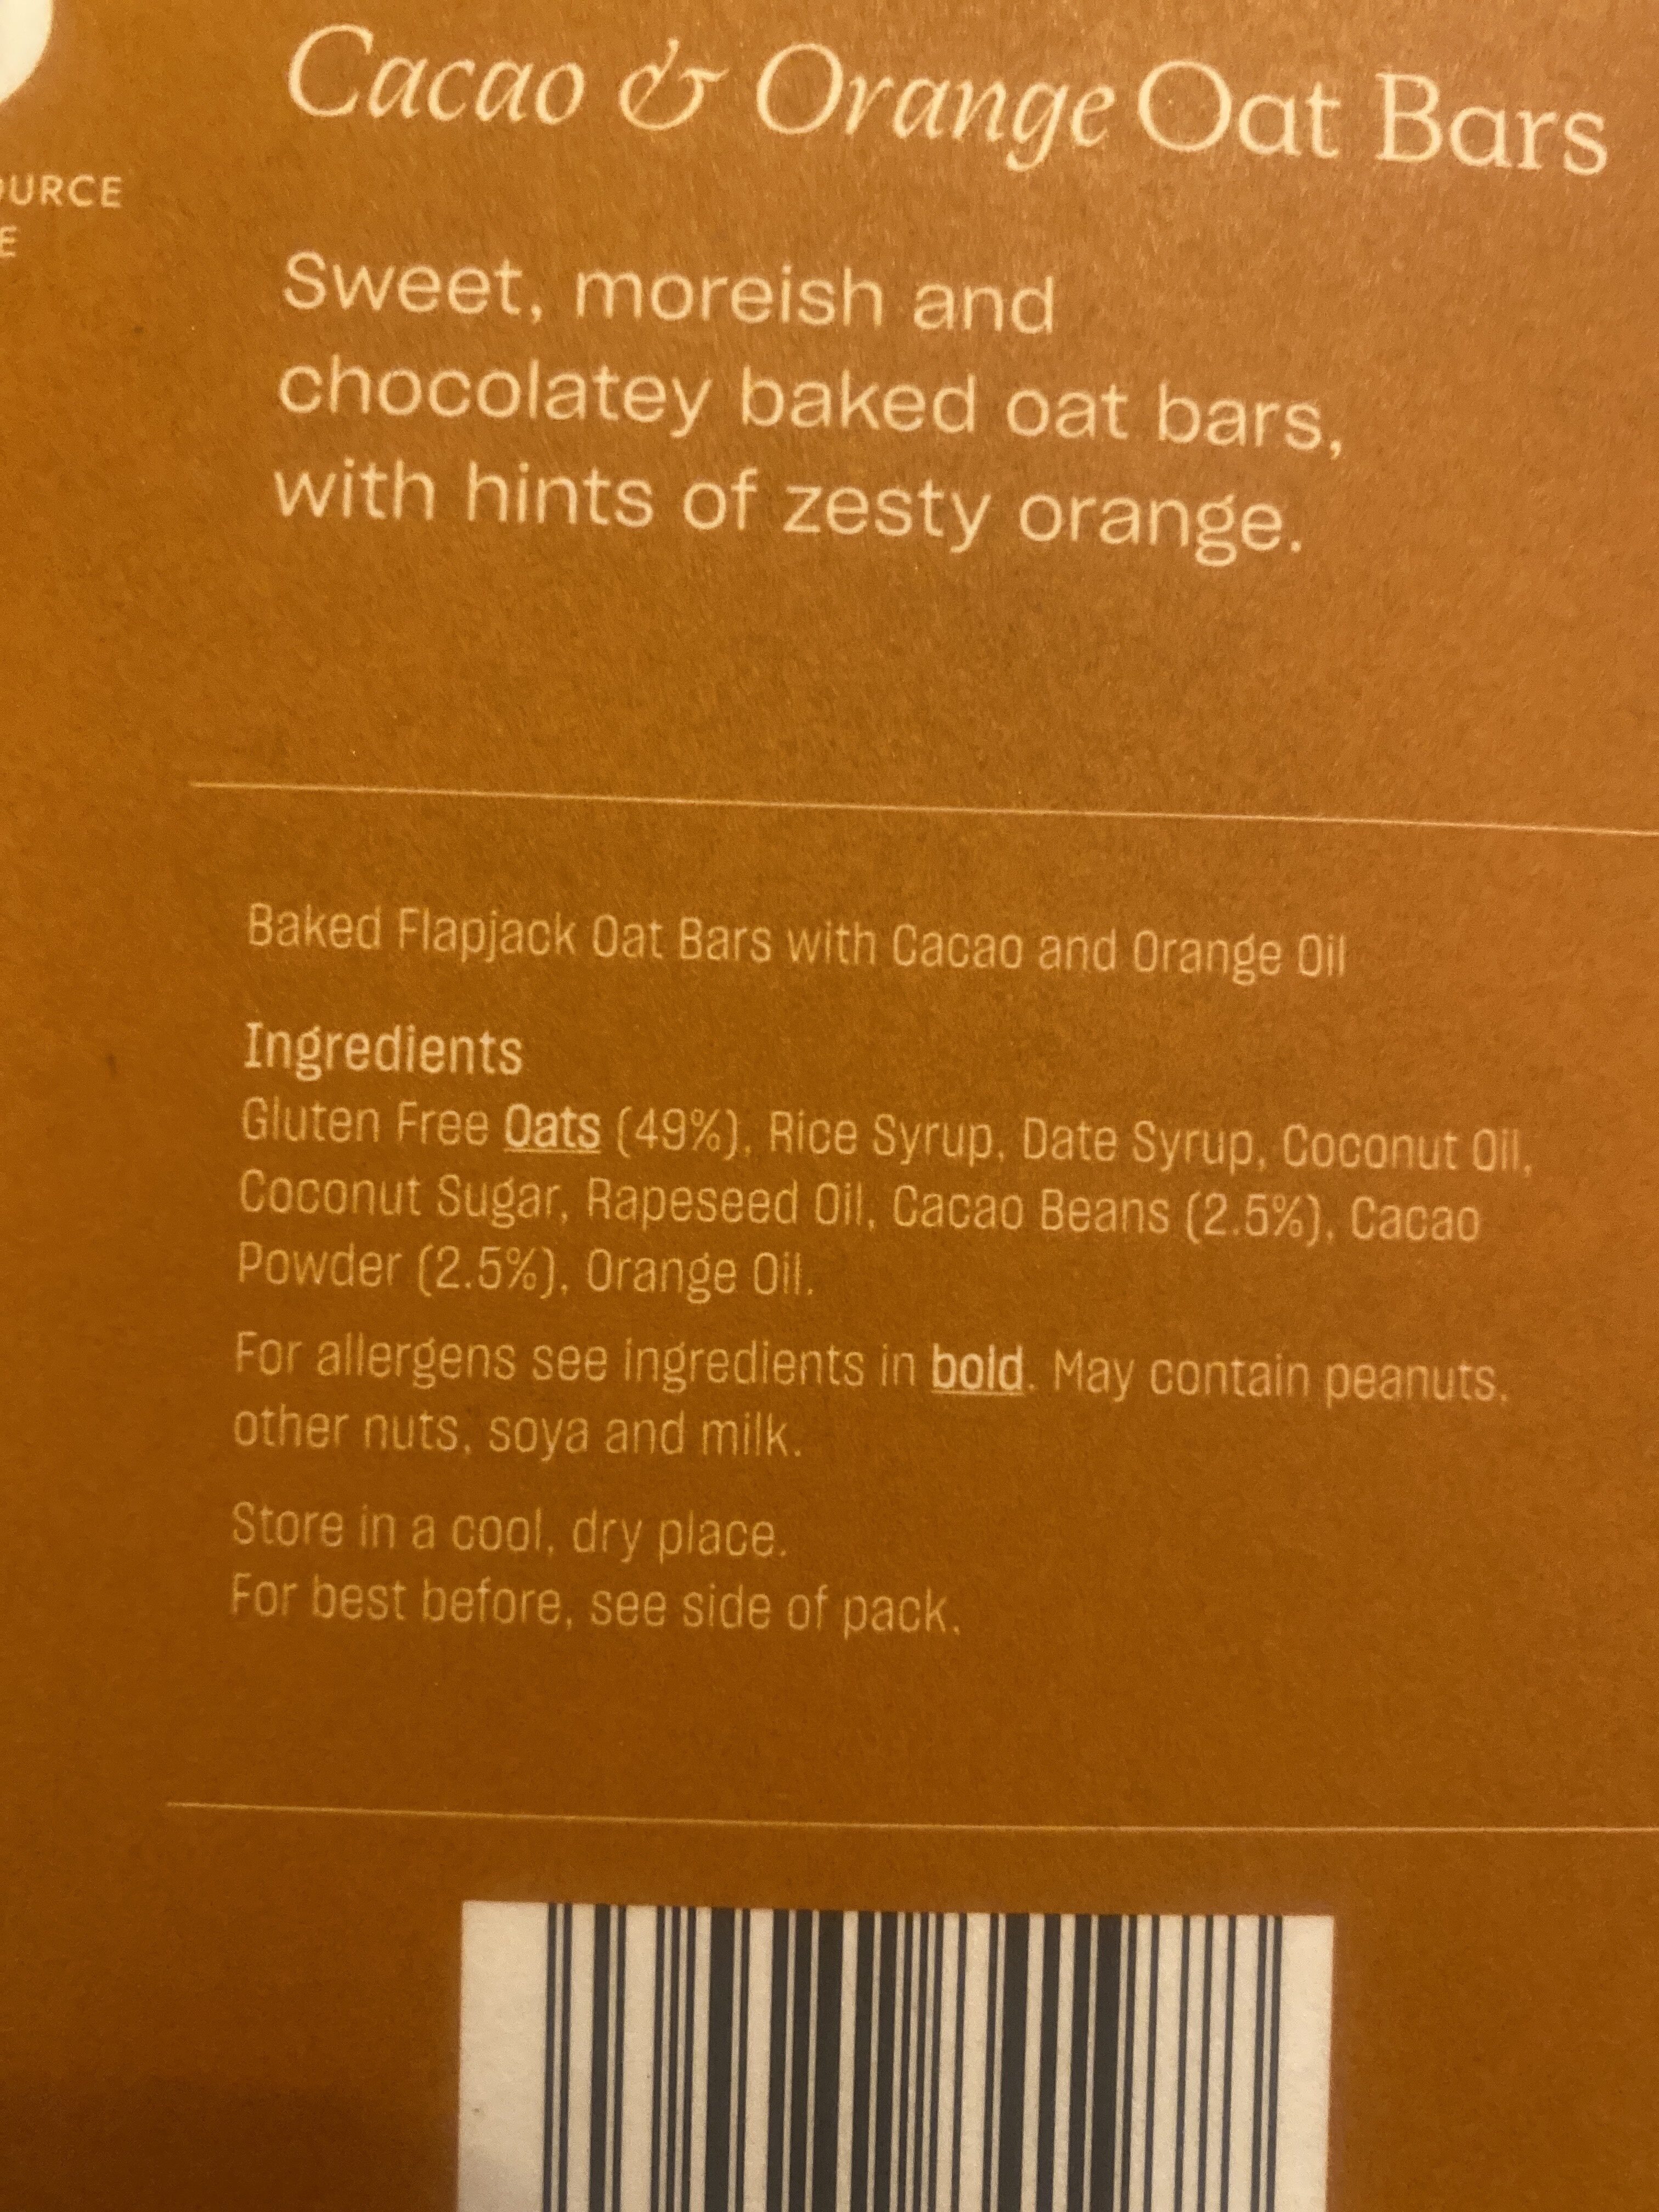 Cacao & Orange Oat Bars
OURCE
E
Sweet, moreish and
chocolatey baked oat bars,
with hints of zesty orange.
Baked Flapjack Oat Bars with Cacao and Orange Oil
Ingredients
Gluten Free Oats (49%), Rice Syrup, Date Syrup, Coconut Oil,
Coconut Sugar, Rapeseed Oil, Cacao Beans (2.5%), Cacao
Powder (2.5%), Orange Oil.
For allergens see ingredients in bold. May contain peanuts,
other nuts, soya and milk.
Store in a cool, dry place.
For best before, see side of pack.